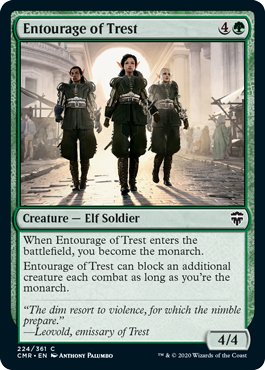 Entourage of Trest 4
Creature — Elf Soldier
When Entourage of Trest enters the
battlefield, you become the monarch.
Entourage of Trest can block an additional
creature each combat as long as you're the
monarch.
"The dim resort to violence, for which the nimble
prepare."
—Leovold, emissary of Trest
4/4
224/361 C
CMR • EN Anthony Palumbo
™ & © 2020 Wizards of the Coast